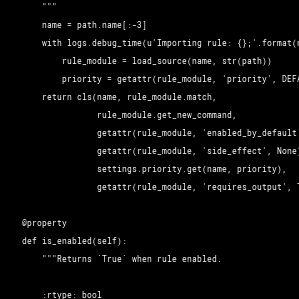 """
name = path.name[:-3]
with logs.debug_time(u'Importing rule: {};'.format(
rule_module = load_source(name, str(path))
priority = getattr(rule_module, 'priority', DEF
return cls(name, rule_module.match,
rule_module.get_new_command,
getattr(rule_module, 'enabled_by_default
getattr(rule_module, 'side_effect', None
settings.priority.get(name, priority),
getattr(rule_module, 'requires_output',
@property
def is_enabled(self):
"""Returns `True` when rule enabled.
:rtype: bool